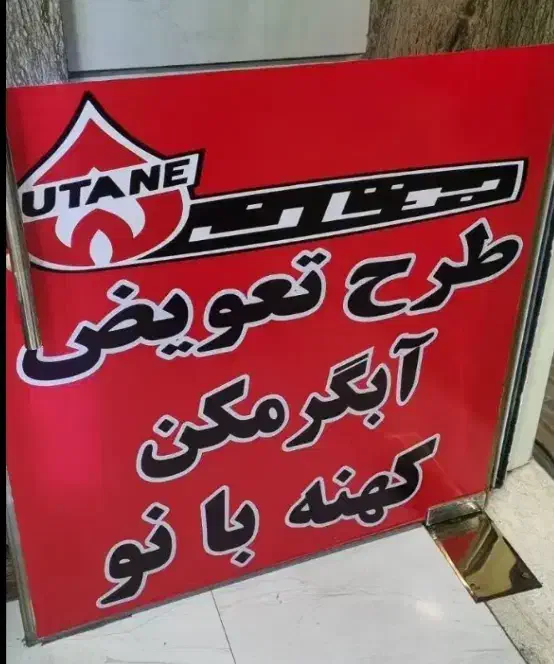 BUTANE
بوتان
طرح تعویض
آبگرمکن
کهنه با نو